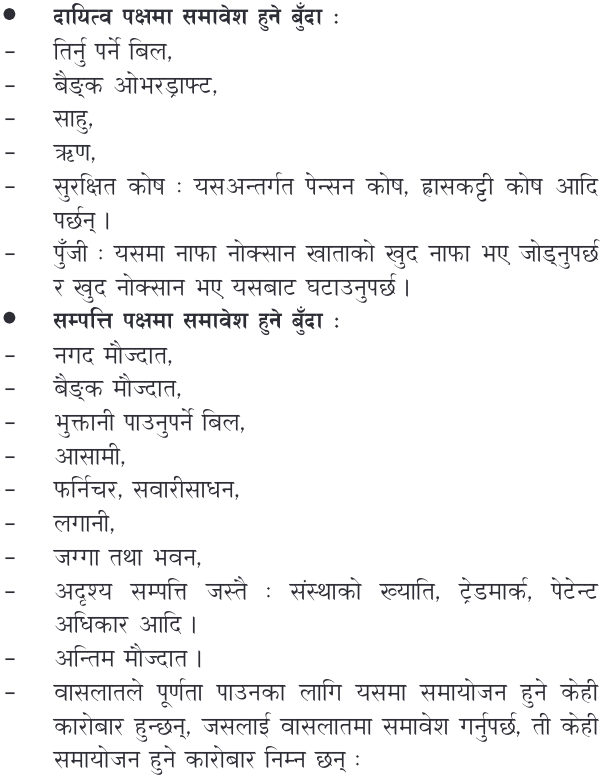 ● दायित्व पक्षमा समावेश हुने बुँदा :
– तिर्नु पर्ने बिल,
– बैङ्क ओभरड्राफ्ट,
– साहु,
– ऋण,
– सुरक्षित कोष : यसअन्तर्गत पेन्सन कोष, ह्रासकट्टी कोष आदि
पर्छन् ।
– पुँजी : यसमा नाफा नोक्सान खाताको खुद नाफा भए जोड्नुपर्छ
र खुद नोक्सान भए यसबाट घटाउनुपर्छ ।
● सम्पत्ति पक्षमा समावेश हुने बुँदा :
– नगद मौज्दात,
– बैङ्क मौज्दात,
– भुक्तानी पाउनुपर्ने बिल,
– आसामी,
– फर्निचर, सवारीसाधन,
– लगानी,
– जग्गा तथा भवन,
– अदृश्य सम्पत्ति जस्तै : संस्थाको ख्याति, ट्रेडमार्क, पेटेन्ट
अधिकार आदि ।
– अन्तिम मौज्दात ।
– वासलातले पूर्णता पाउनका लागि यसमा समायोजन हुने केही
कारोबार हुन्छन्, जसलाई वासलातमा समावेश गर्नुपर्छ, ती केही
समायोजन हुने कारोबार निम्न छन् :